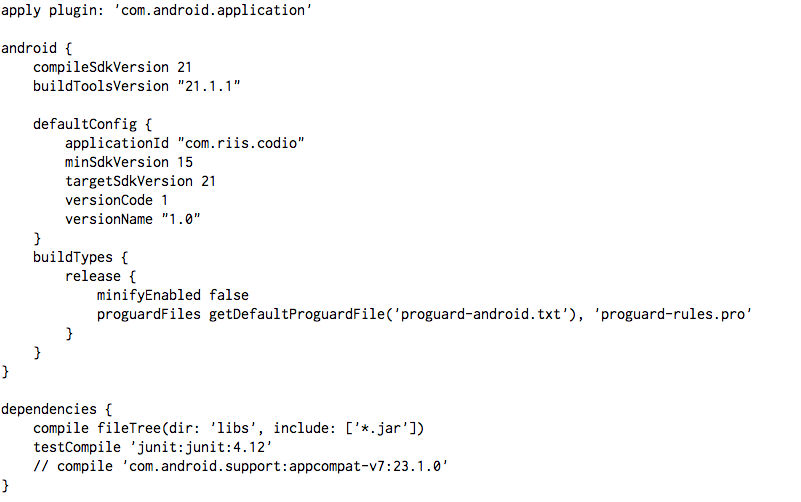 apply plugin: 'com.android.application'
android {
compileSdkVersion 21
buildToolsVersion "21.1.1"
defaultConfig {
applicationId "com.riis.codio"
minSdkVersion 15
targetSdkVersion 21
versionCode 1
versionName "1.0"
}
buildTypes {
release {
minifyEnabled false
proguardFiles getDefaultProguardFile('proguard-android.txt'), 'proguard-rules.pro'
}
}
}
dependencies {
compile fileTree(dir: 'libs', include: ['*.jar'])
testCompile 'junit:junit:4.12'
// compile 'com.android.support:appcompat-v7:23.1.0'
}